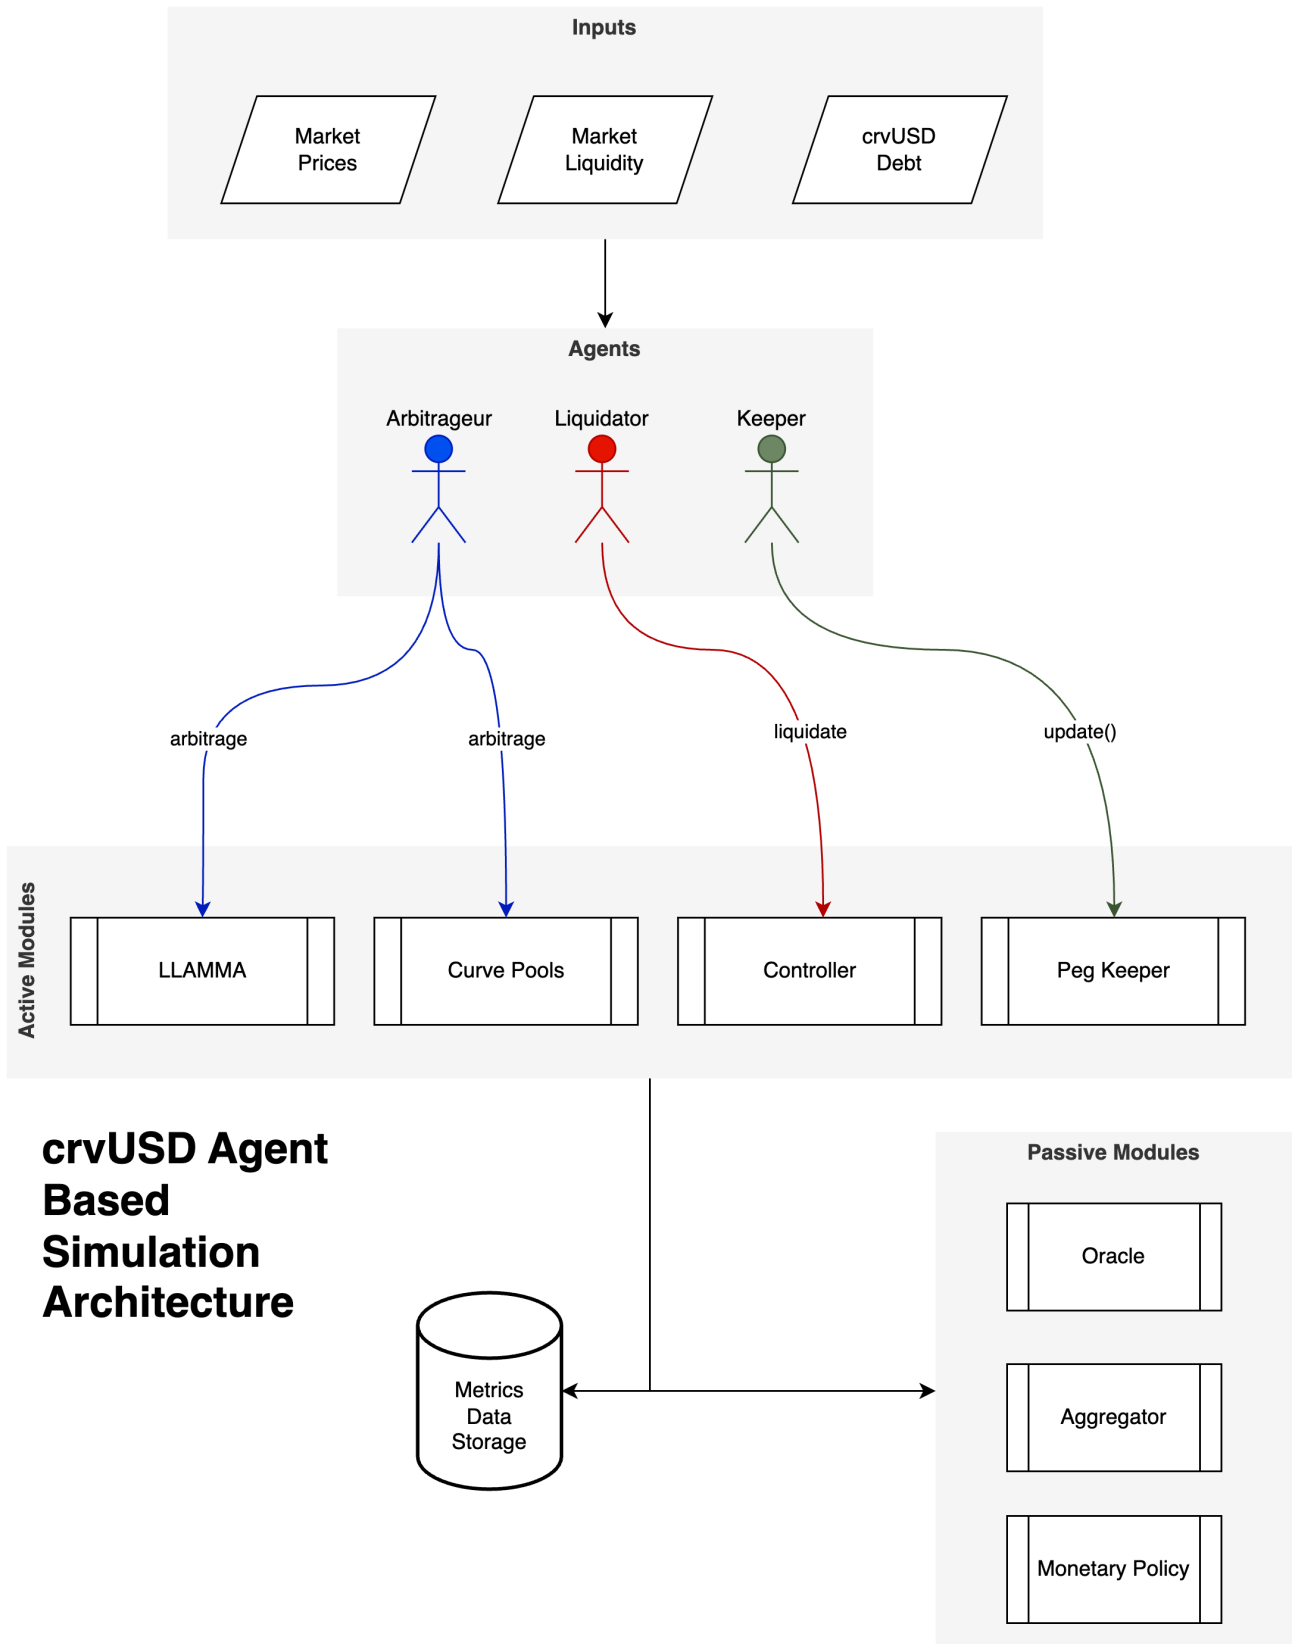 Inputs
Market
Prices
Market
Liquidity
crvUSD
Debt
Agents
Arbitrageur
Liquidator
Keeper
arbitrage
arbitrage
liquidate
update()
Active Modules
LLAMMA
Curve Pools
Controller
Peg Keeper
crvUSD Agent
Based
Simulation
Architecture
Metrics
Data
Storage
Passive Modules
Oracle
Aggregator
Monetary Policy